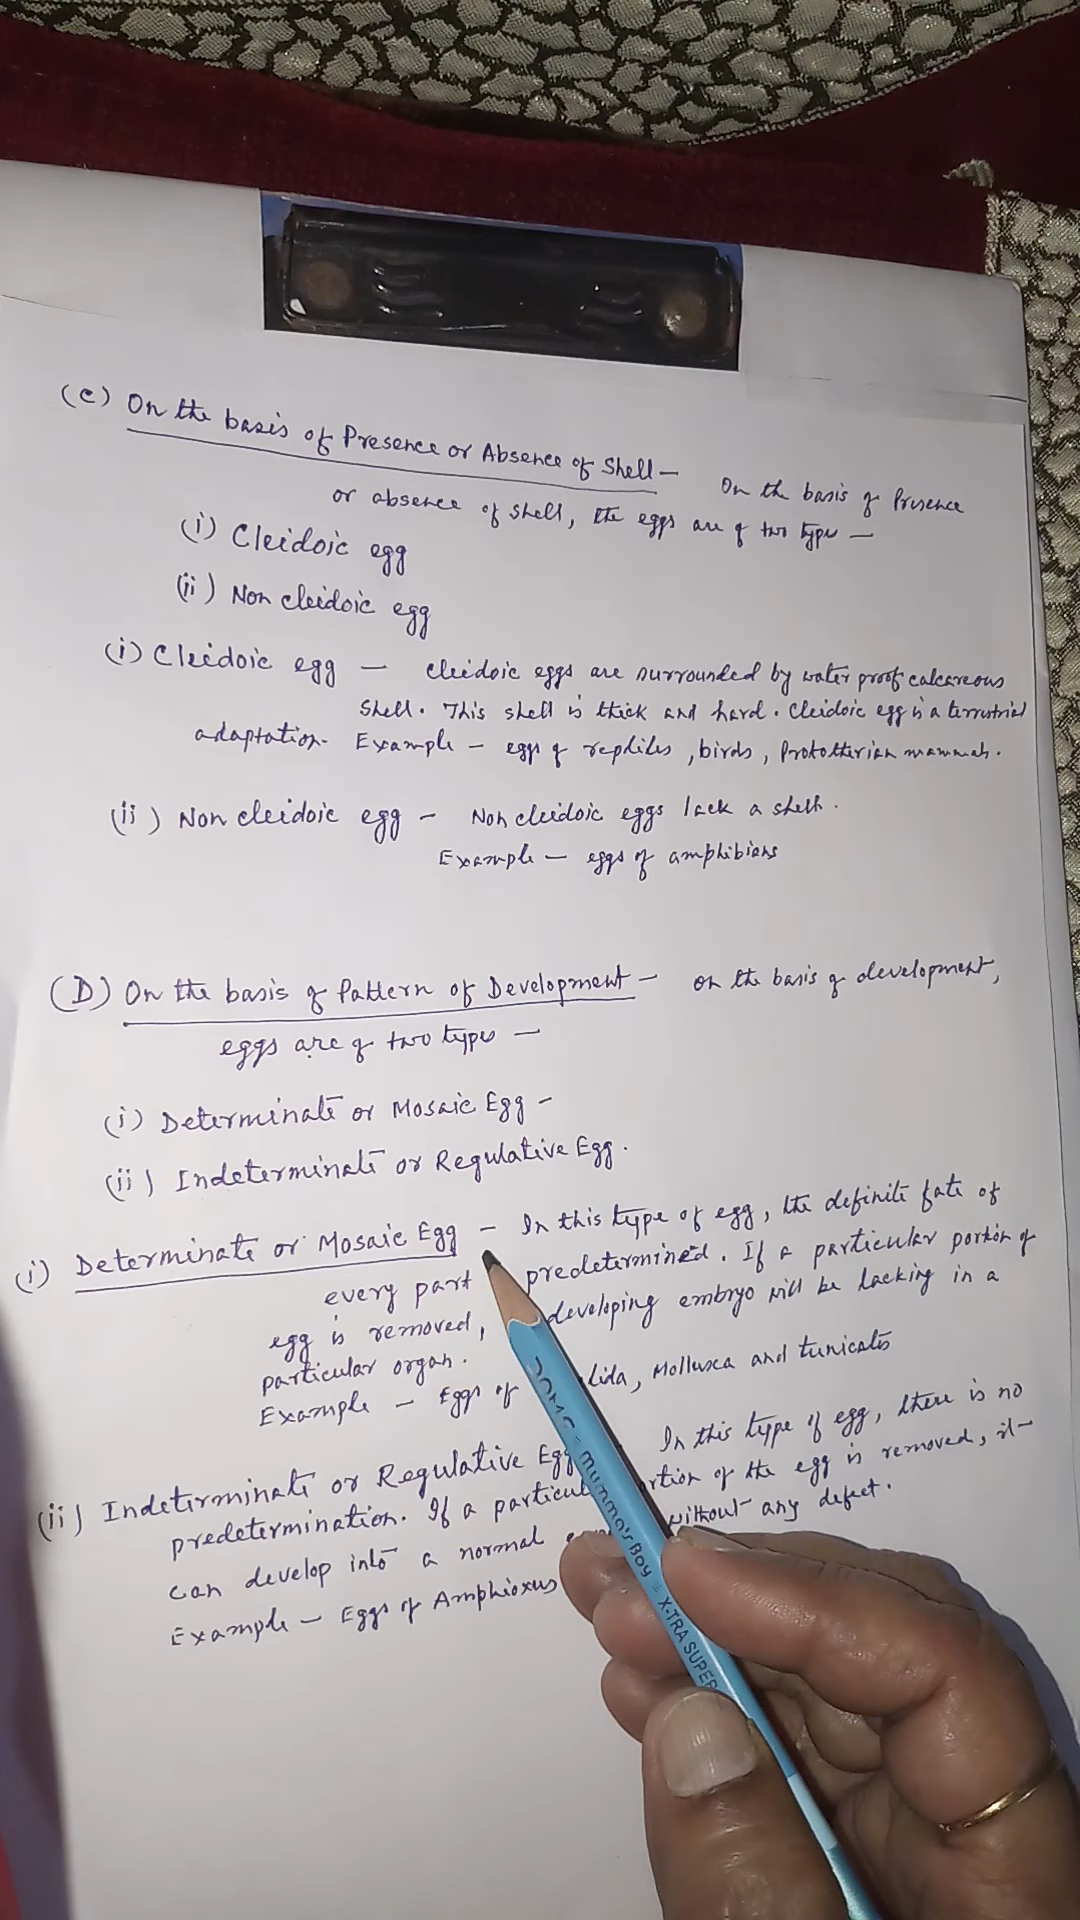 (C) On the basis of Presence or Absence of Shell — On the basis of Presence
or absence of shell, the eggs are of two type —
(i) Cleidoic egg
(ii) Non cleidoic egg
(i) Cleidoic egg — cleidoic eggs are surrounded by water proof calcareous
shell. This shell is thick and hard. Cleidoic egg is a terrestrial
adaptation. Example — eggs of reptiles, birds, Prototherian mammals.
(ii) Non cleidoic egg — Non cleidoic eggs lack a shell.
Example — eggs of amphibians
(D) On the basis of Pattern of Development — on the basis of development,
eggs are of two types —
(i) Determinate or Mosaic Egg —
(ii) Indeterminate or Regulative Egg.
(i) Determinate or Mosaic Egg — In this type of egg, the definite fate of
every part predetermined. If a particular portion of
egg is removed, developing embryo will be lacking in a
particular organ.
Example — Eggs of lida, Mollusca and tunicates
(ii) Indeterminate or Regulative Egg In this type of egg, there is no
predetermination. If a particul rtion of the egg is removed, it
can develop into a normal without any defect.
Example — Eggs of Amphioxus
DOMS = mumma's Boy = X-TRA SUPER